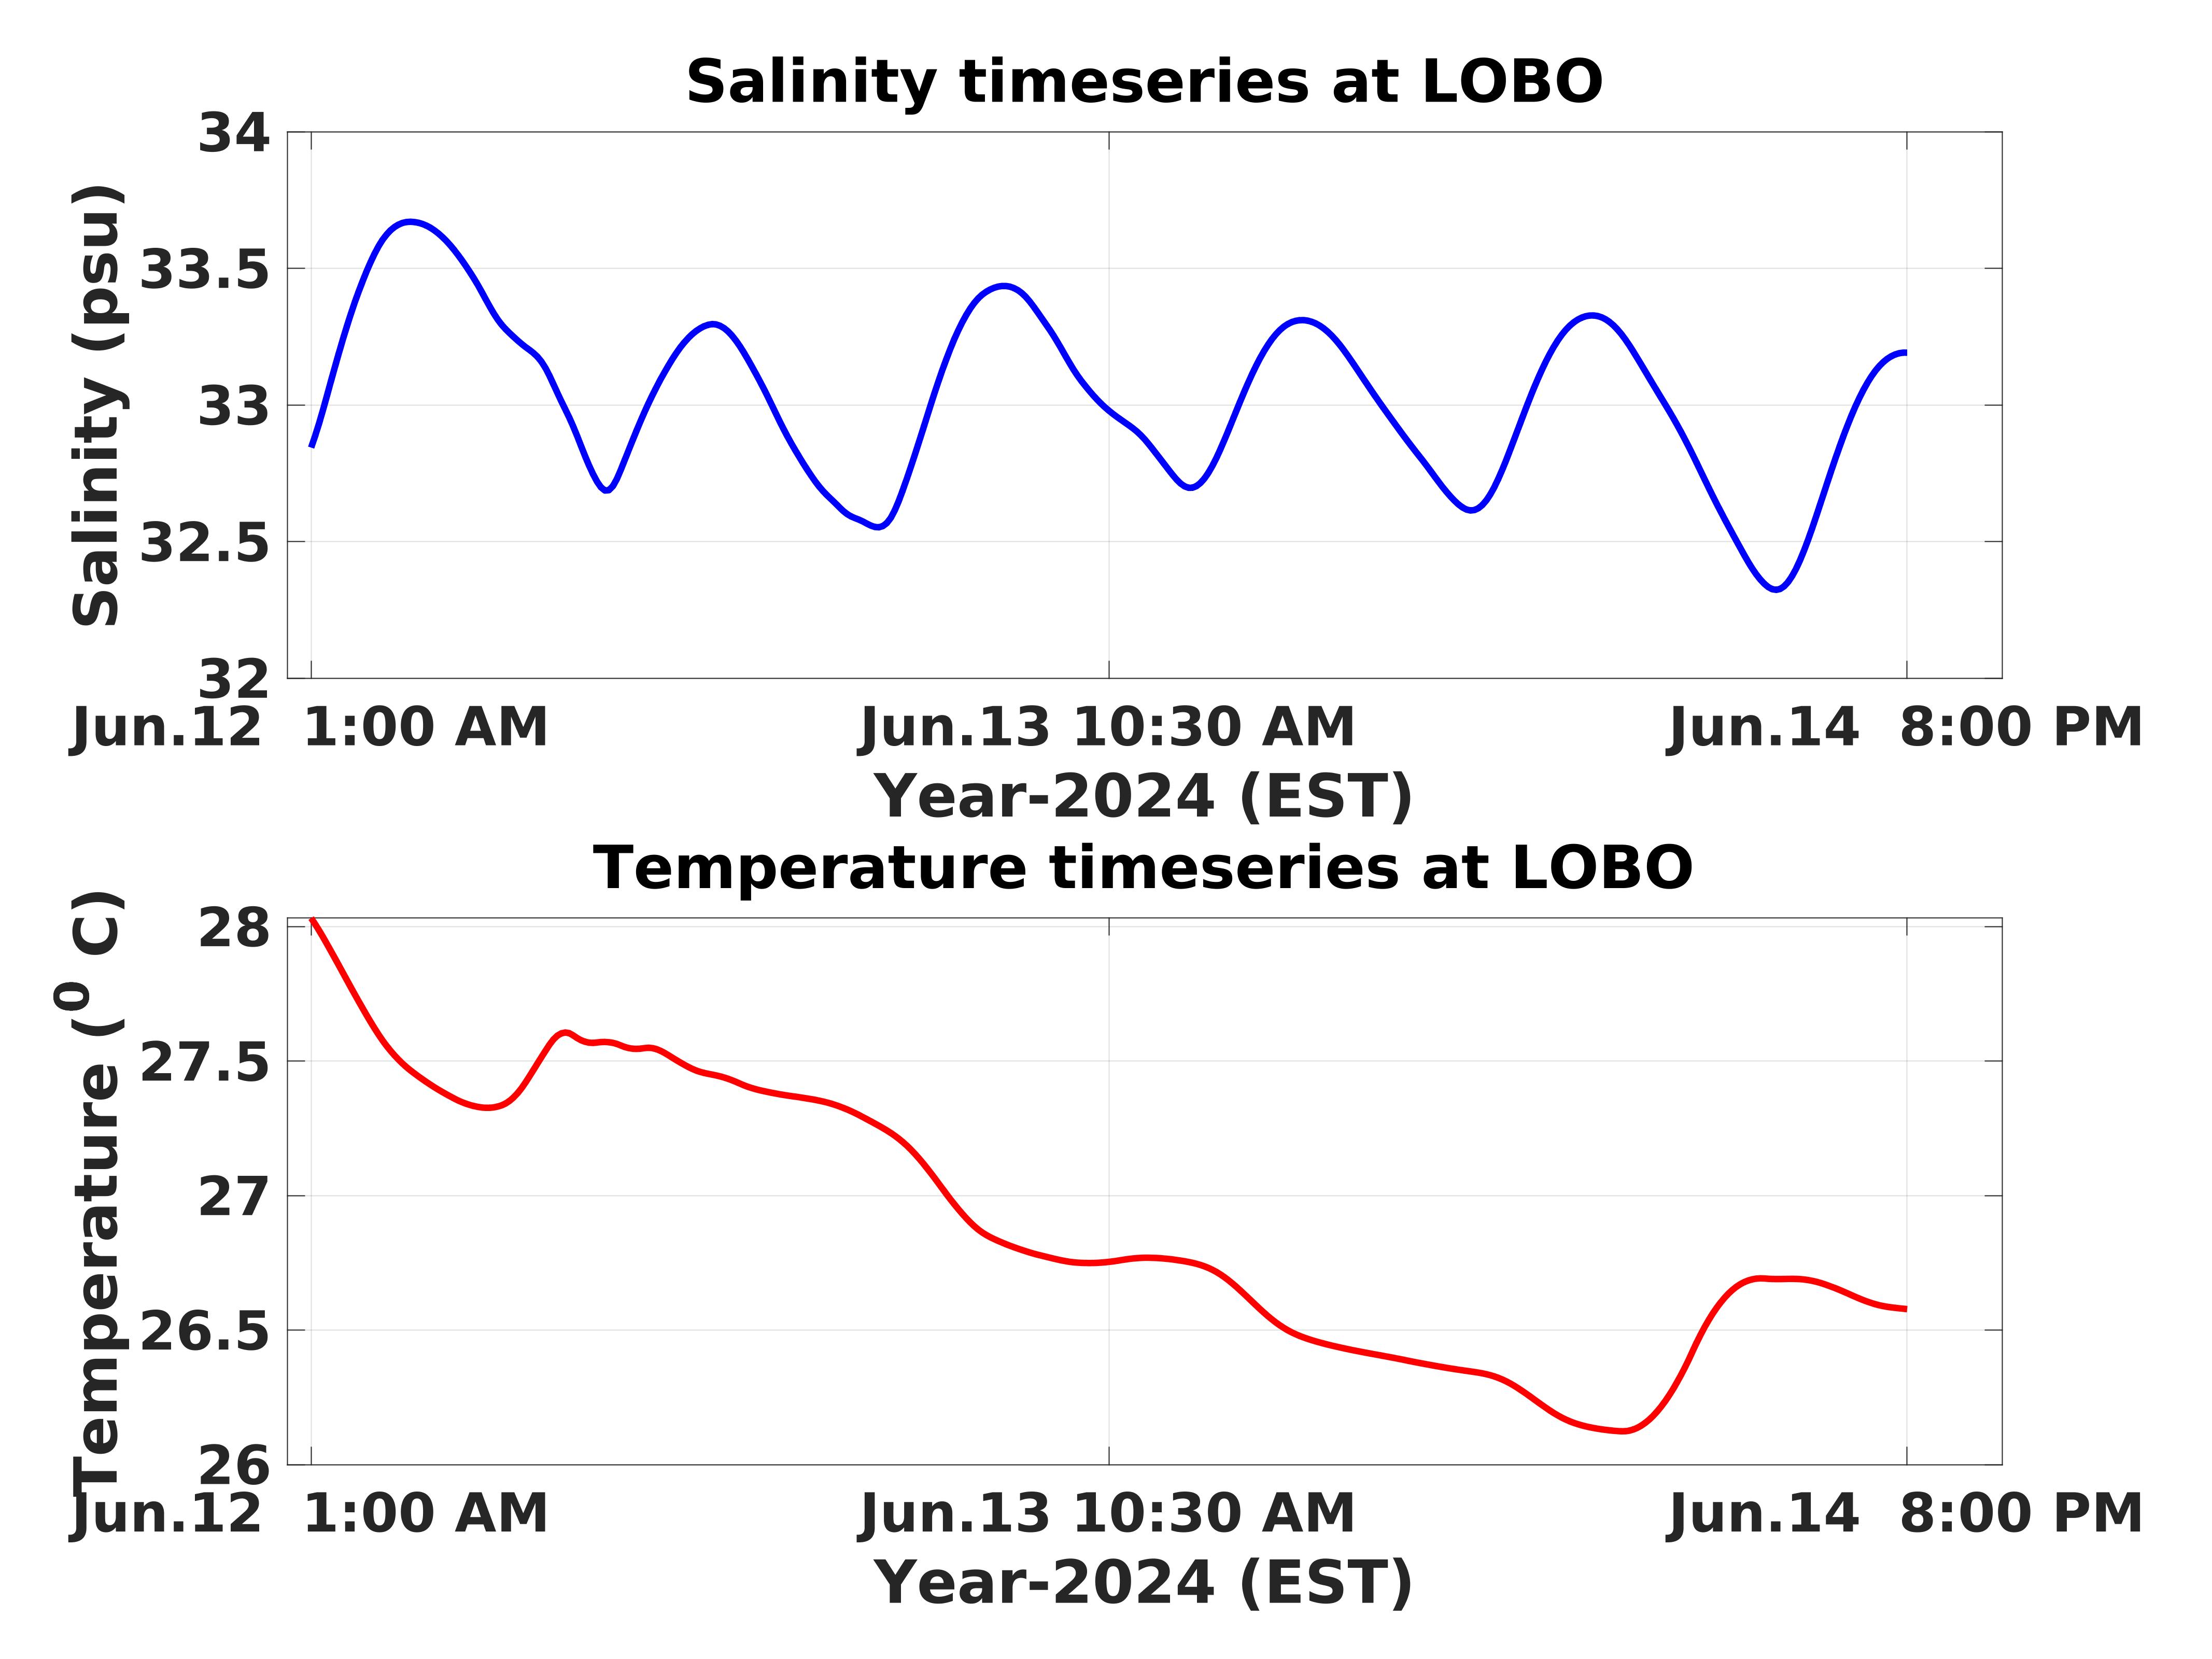 Salinity timeseries at LOBO
Salinity (psu)
34
33.5
33
32.5
32
Jun.12  1:00 AM
Jun.13 10:30 AM
Jun.14  8:00 PM
Year-2024 (EST)
Temperature timeseries at LOBO
Temperature (⁰ C)
28
27.5
27
26.5
26
Jun.12  1:00 AM
Jun.13 10:30 AM
Jun.14  8:00 PM
Year-2024 (EST)